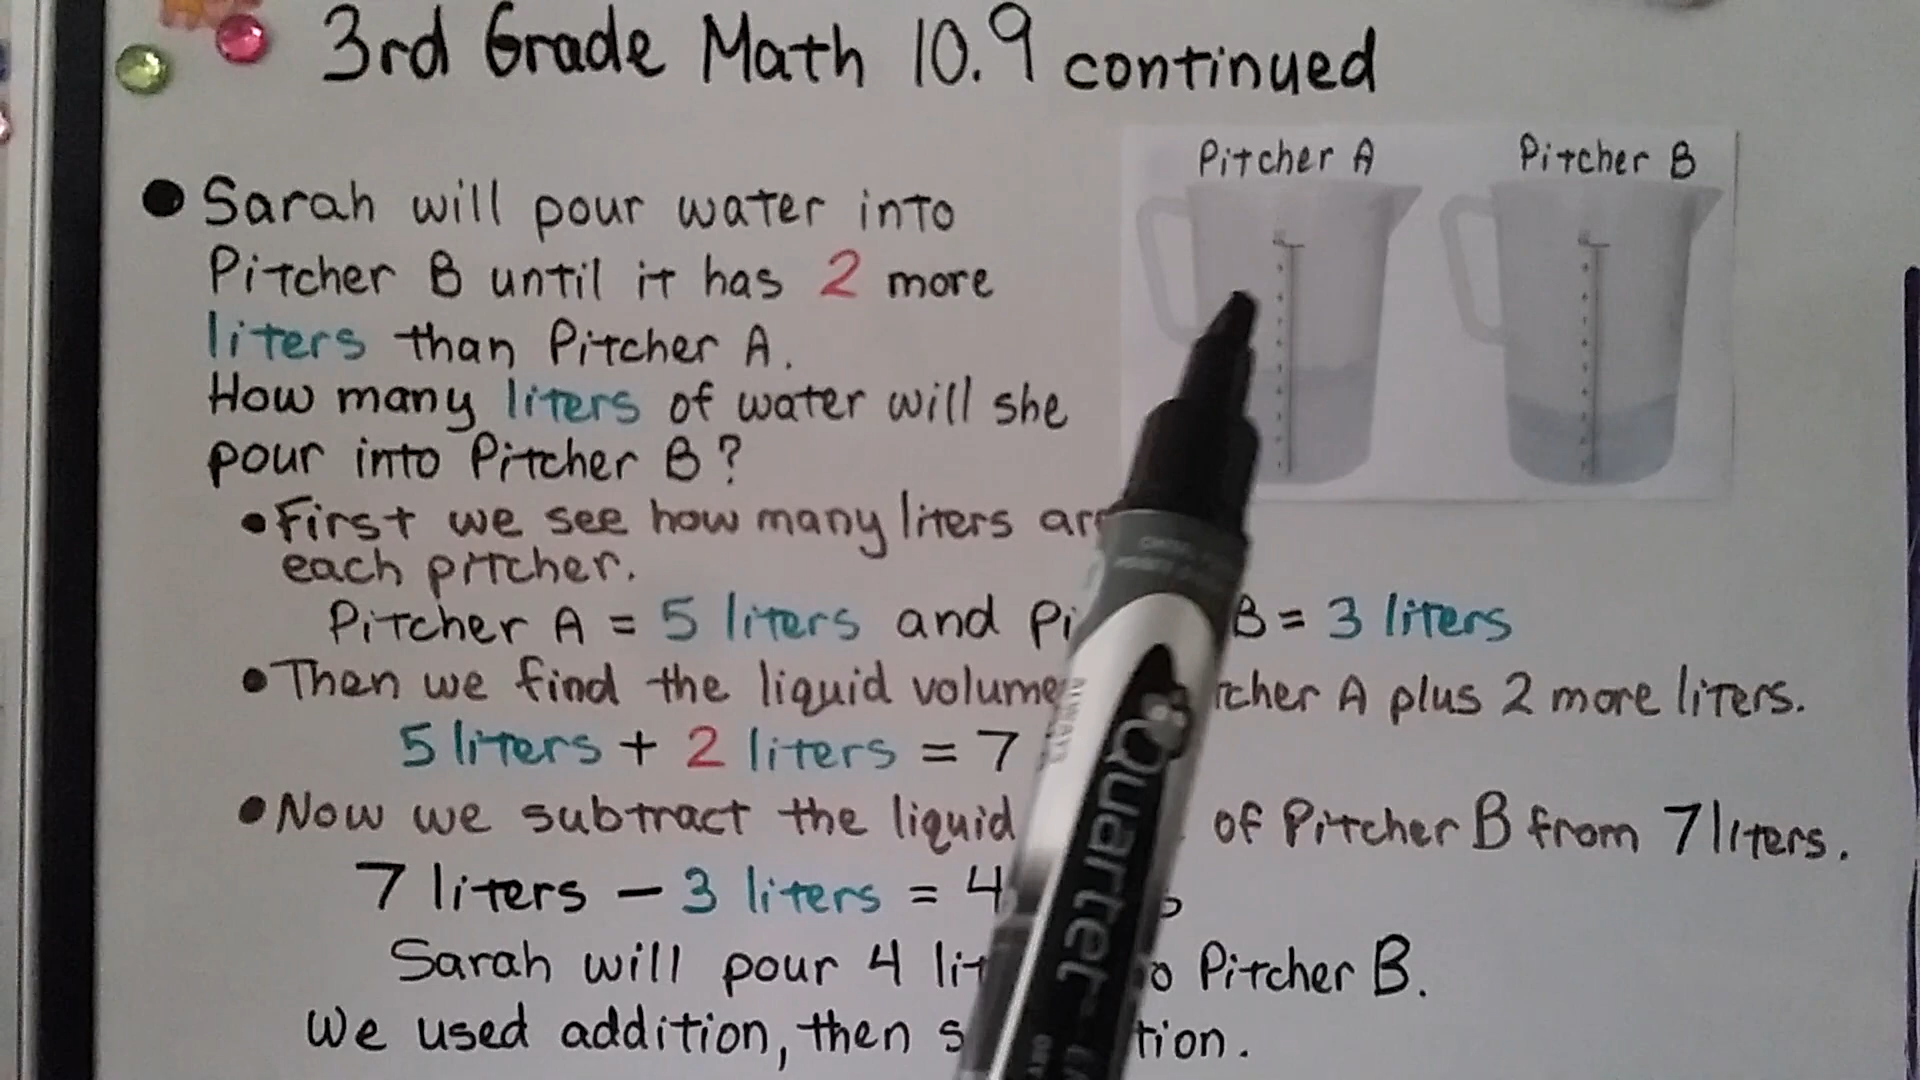 3rd Grade Math 10.9 continued
Pitcher A Pitcher B
● Sarah will pour water into
Pitcher B until it has 2 more
liters than Pitcher A.
How many liters of water will she
pour into Pitcher B?
• First we see how many liters
each pitcher.
Pitcher A = 5 liters and B = 3 liters
• Then we find the liquid volume A plus 2 more liters.
5 liters + 2 liters = 7
• Now we subtract the liquid of Pitcher B from 7 liters.
7 liters – 3 liters = 4
Sarah will pour 4 Pitcher B.
We used addition, then
Quartet